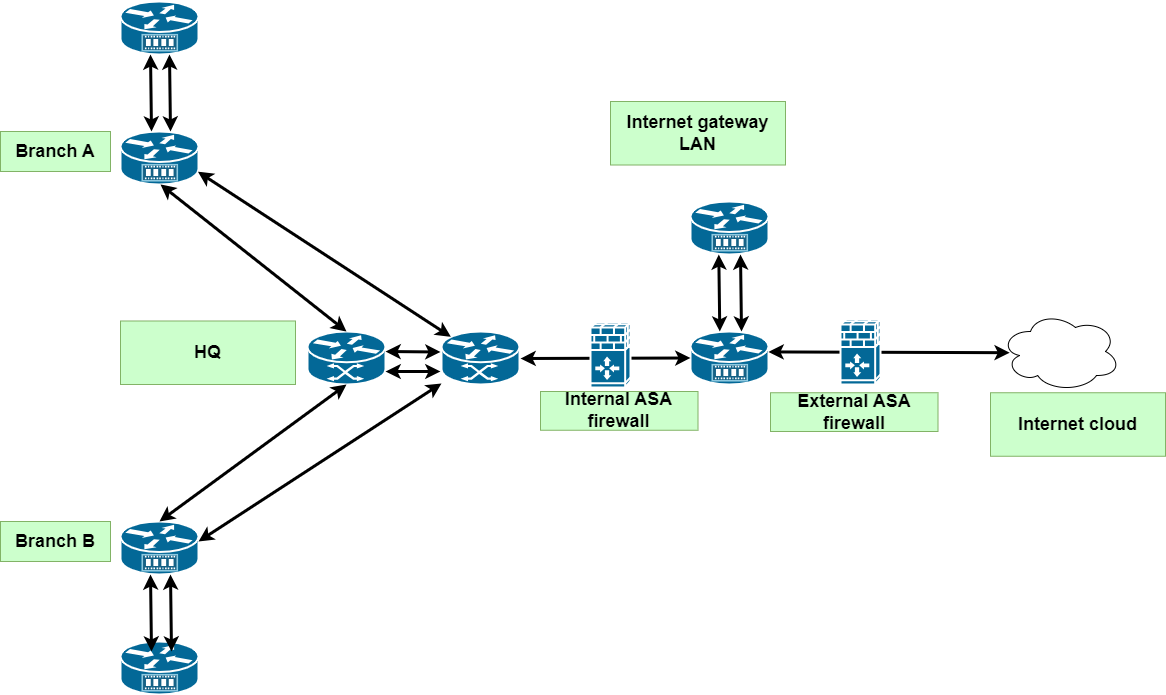 Branch A
Internet gateway
LAN
HQ
Internal ASA
firewall
External ASA
firewall
Internet cloud
Branch B